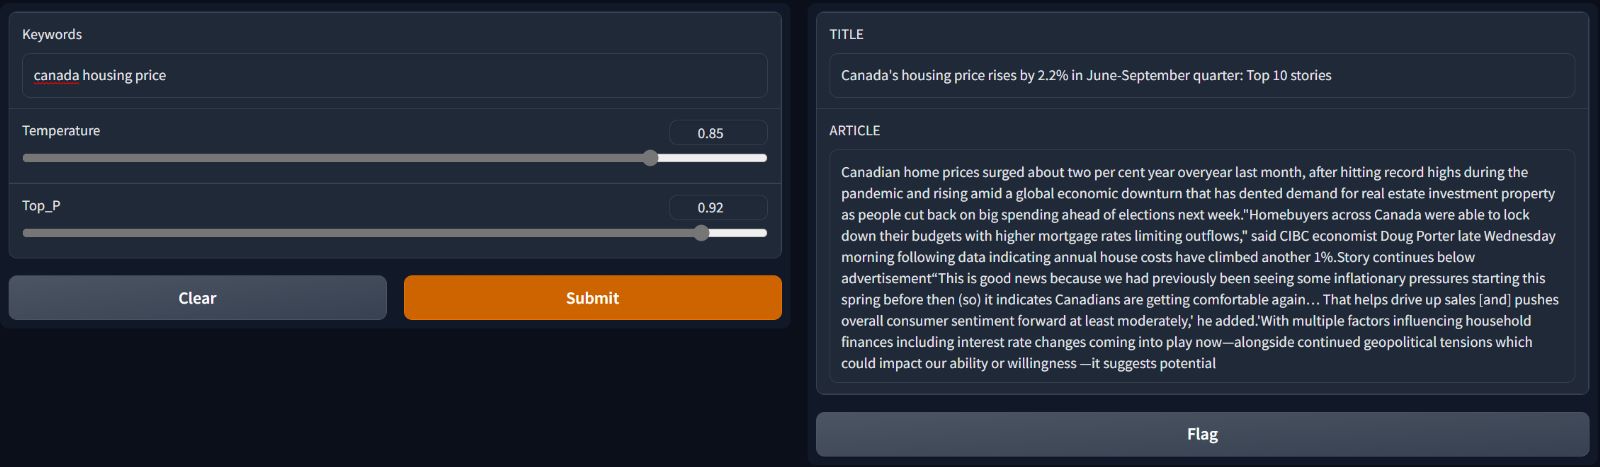 Keywords
canada housing price
Temperature
0.85
Top_P
0.92
Clear
Submit
TITLE
Canada's housing price rises by 2.2% in June-September quarter: Top 10 stories
ARTICLE
Canadian home prices surged about two per cent year overyear last month, after hitting record highs during the
pandemic and rising amid a global economic downturn that has dented demand for real estate investment property
as people cut back on big spending ahead of elections next week."Homebuyers across Canada were able to lock
down their budgets with higher mortgage rates limiting outflows," said CIBC economist Doug Porter late Wednesday
morning following data indicating annual house costs have climbed another 1%.Story continues below
advertisement“This is good news because we had previously been seeing some inflationary pressures starting this
spring before then (so) it indicates Canadians are getting comfortable again… That helps drive up sales [and] pushes
overall consumer sentiment forward at least moderately,' he added.'With multiple factors influencing household
finances including interest rate changes coming into play now—alongside continued geopolitical tensions which
could impact our ability or willingness —it suggests potential
Flag